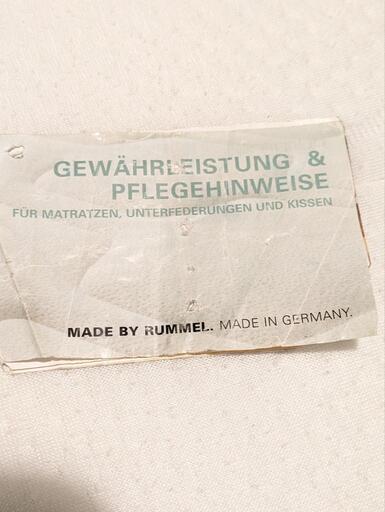 GEWÄHRLEISTUNG &
PFLEGEHINWEISE
FÜR MATRATZEN, UNTERFEDERUNGEN UND KISSEN
MADE BY RUMMEL. MADE IN GERMANY.